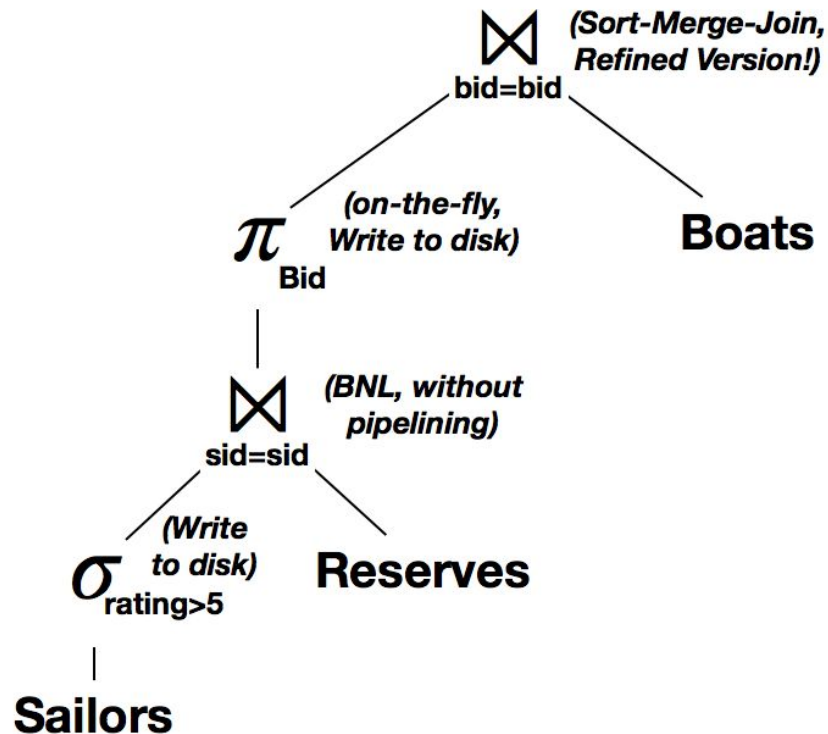 ⋈ (Sort-Merge-Join,
Refined Version!)
bid=bid
π (on-the-fly,
Write to disk)
Bid
Boats
⋈ (BNL, without
pipelining)
sid=sid
σ (Write
to disk)
rating>5
Reserves
Sailors